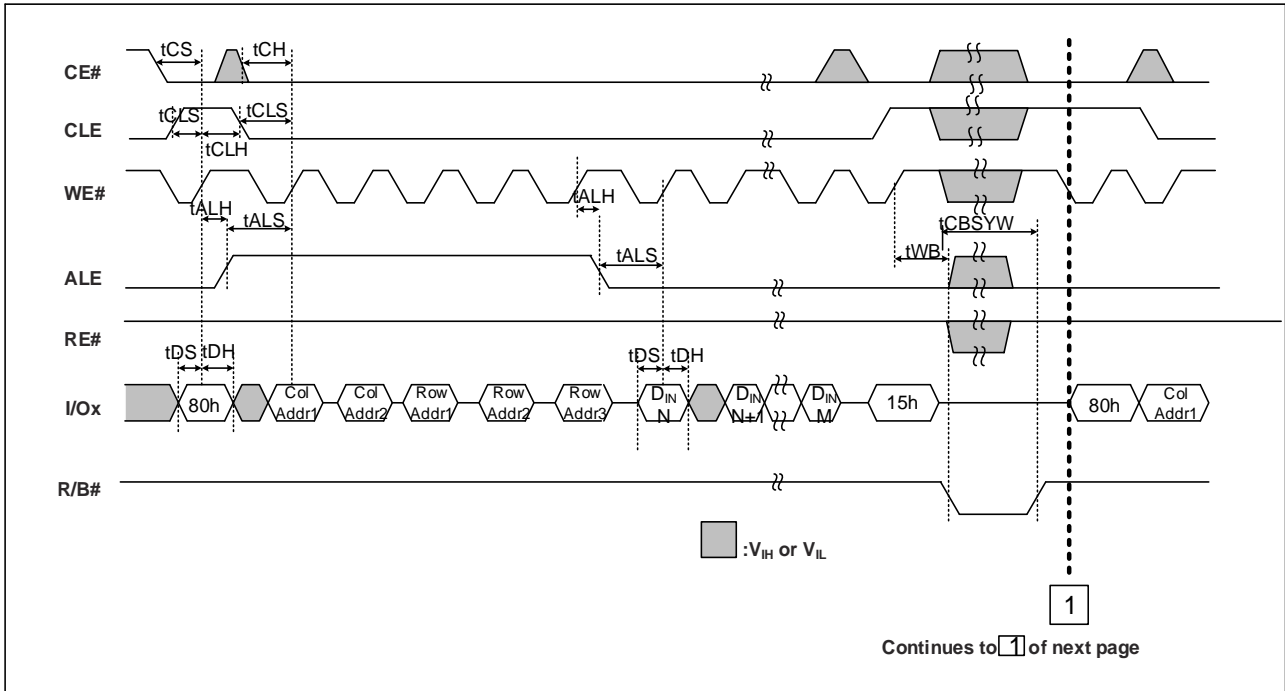 CE#
tCS
tCH
CLE
tCLS
tCLH
tCLS
WE#
tALH
tALS
tALH
tALS
tCBSYW
tWB
ALE
RE#
tDS
tDH
tDS
tDH
I/Ox
80h
Col
Addr1
Col
Addr2
Row
Addr1
Row
Addr2
Row
Addr3
DIN
N
DIN
N+1
DIN
M
15h
80h
Col
Addr1
R/B#
:VIH or VIL
1
Continues to 1 of next page